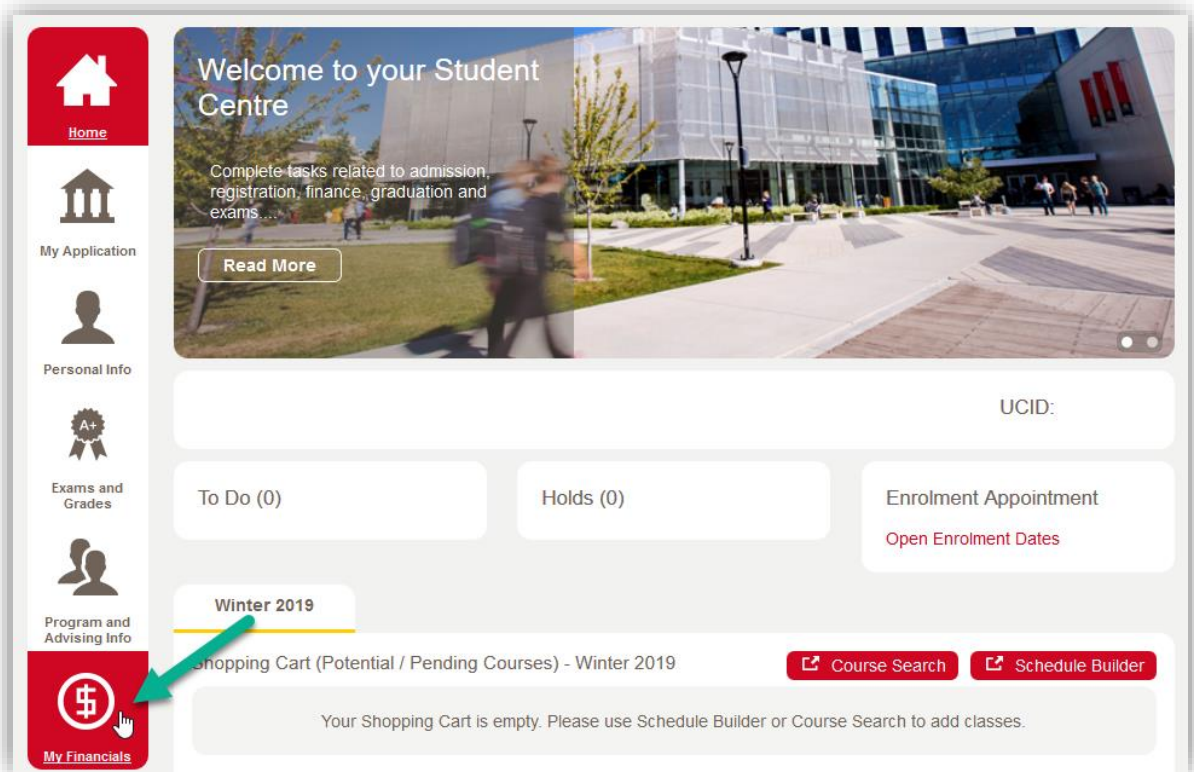 Home
My Application
Personal Info
A+
Exams and
Grades
Program and
Advising Info
My Financials
Welcome to your Student
Centre
Complete tasks related to admission,
registration, finance, graduation and
exams....
Read More
UCID:
To Do (0)
Holds (0)
Enrolment Appointment
Open Enrolment Dates
Winter 2019
Shopping Cart (Potential / Pending Courses) - Winter 2019
Course Search
Schedule Builder
Your Shopping Cart is empty. Please use Schedule Builder or Course Search to add classes.